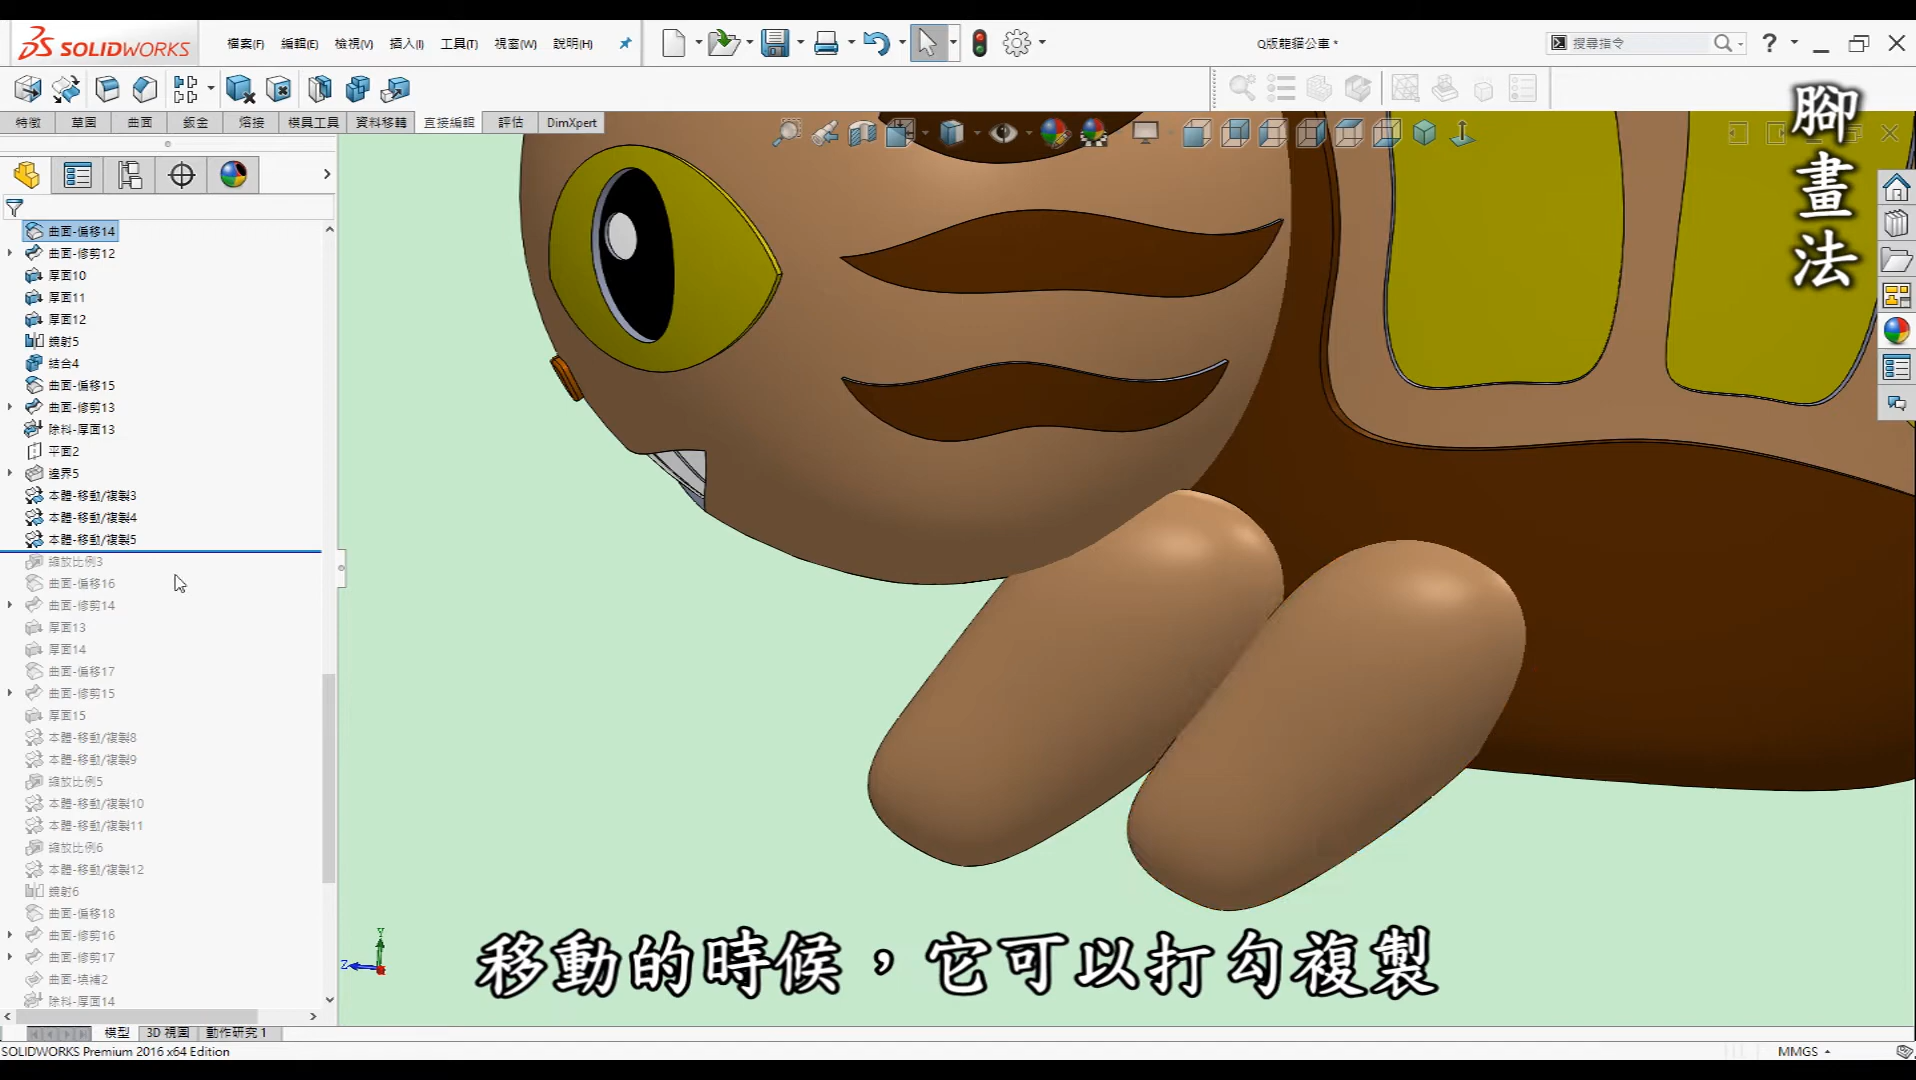 SOLIDWORKS
檔案(F) 編輯(E) 檢視(V) 插入(I) 工具(T) 視窗(W) 說明(H)
Q版龍貓公車 *
搜尋指令
特徵 草圖 曲面 鈑金 熔接 模具工具 資料移轉 直接編輯 評估 DimXpert
腳畫法
曲面-偏移14
曲面-修剪12
厚面10
厚面11
厚面12
鏡射5
結合4
曲面-偏移15
曲面-修剪13
除料-厚面13
平面2
邊界5
本體-移動/複製3
本體-移動/複製4
本體-移動/複製5
縮放比例3
曲面-偏移16
曲面-修剪14
厚面13
厚面14
曲面-偏移17
曲面-修剪15
厚面15
本體-移動/複製8
本體-移動/複製9
縮放比例5
本體-移動/複製10
本體-移動/複製11
縮放比例6
本體-移動/複製12
鏡射6
曲面-偏移18
曲面-修剪16
曲面-修剪17
曲面-填補2
除料-厚面14
Y
Z
移動的時候，它可以打勾複製
模型 3D 視圖 動作研究 1
SOLIDWORKS Premium 2016 x64 Edition
MMGS